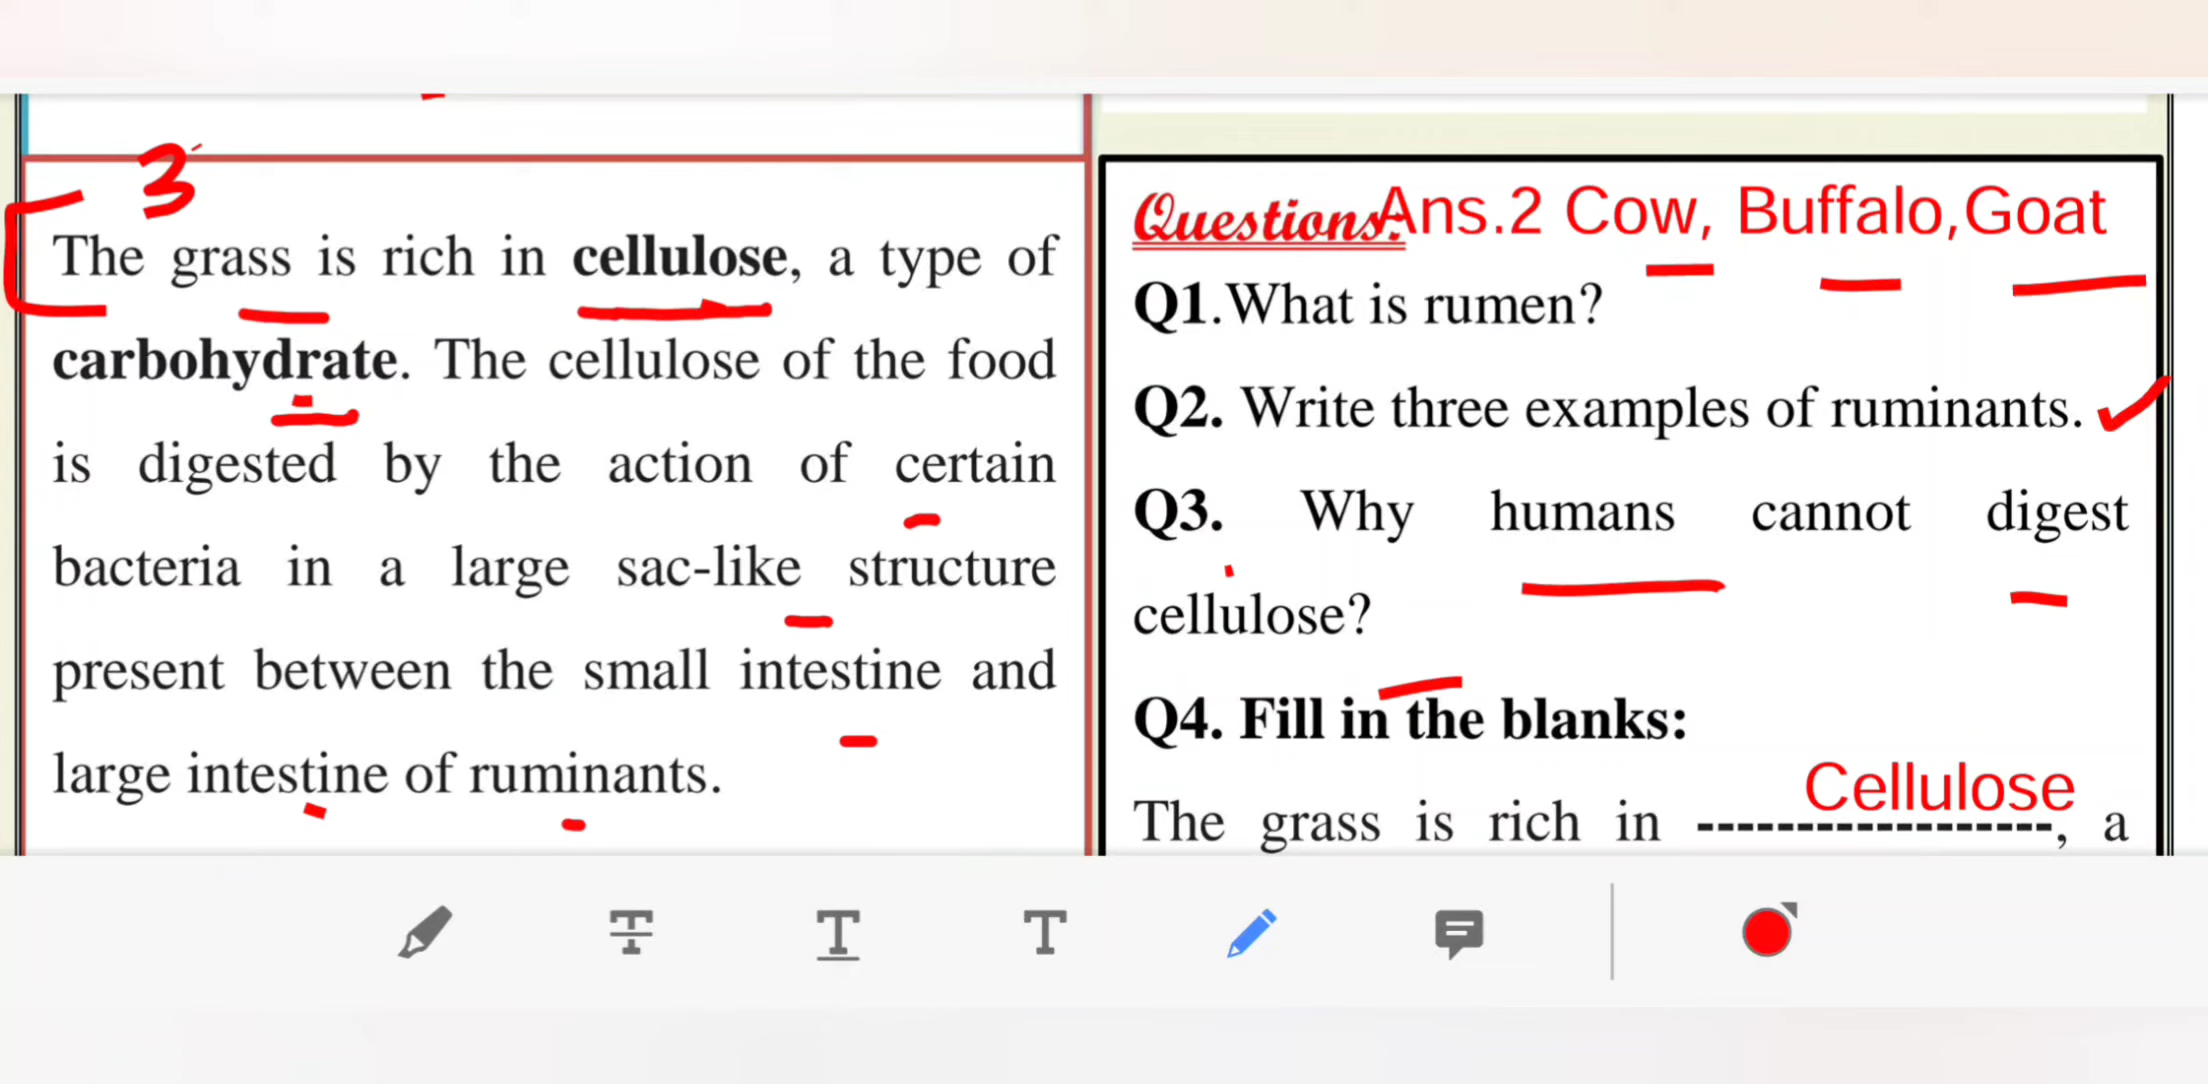 3
The grass is rich in cellulose, a type of
carbohydrate. The cellulose of the food
is digested by the action of certain
bacteria in a large sac-like structure
present between the small intestine and
large intestine of ruminants.
Questions: Ans.2 Cow, Buffalo,Goat
Q1.What is rumen?
Q2. Write three examples of ruminants.
Q3. Why humans cannot digest
cellulose?
Q4. Fill in the blanks:
Cellulose
The grass is rich in ------------------, a